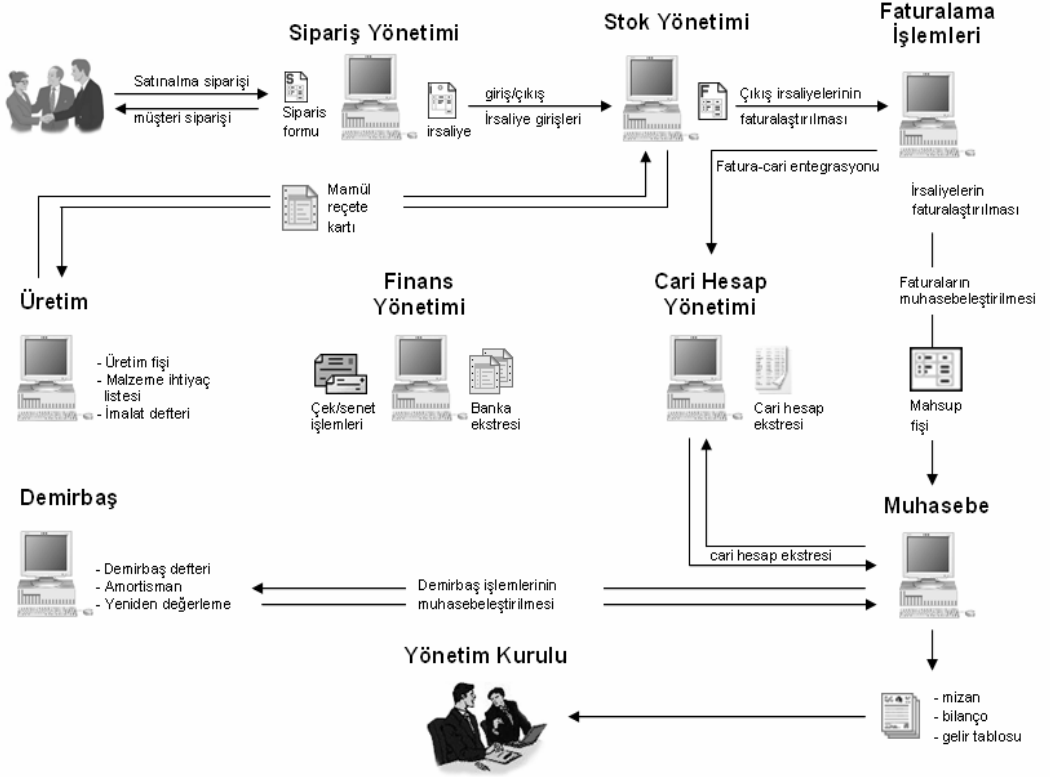 Sipariş Yönetimi
Stok Yönetimi
Faturalama
İşlemleri
Satınalma siparişi
müşteri siparişi
S
Siparis
formu
irsaliye
giriş/çıkış
İrsaliye girişleri
F
Çıkış irsaliyelerinin
faturalaştırılması
Fatura-cari entegrasyonu
Mamül
reçete
kartı
İrsaliyelerin
faturalaştırılması
Üretim
Finans
Yönetimi
Cari Hesap
Yönetimi
Faturaların
muhasebeleştirilmesi
- Üretim fişi
- Malzeme ihtiyaç
listesi
- İmalat defteri
Çek/senet
işlemleri
Banka
ekstresi
Cari hesap
ekstresi
Mahsup
fişi
Demirbaş
Muhasebe
- Demirbaş defteri
- Amortisman
- Yeniden değerleme
Demirbaş işlemlerinin
muhasebeleştirilmesi
cari hesap ekstresi
Yönetim Kurulu
- mizan
- bilanço
- gelir tablosu